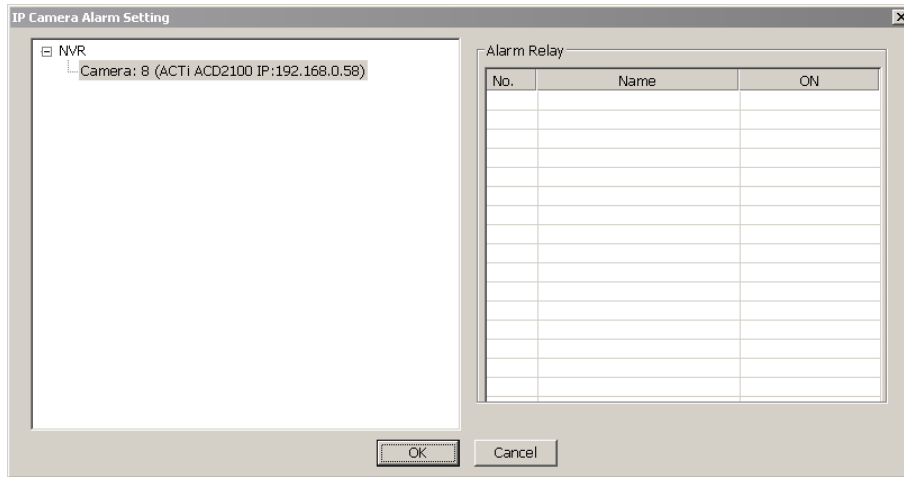 IP Camera Alarm Setting
NVR
Camera: 8 (ACTi ACD2100 IP:192.168.0.58)
Alarm Relay
No. Name ON
OK Cancel